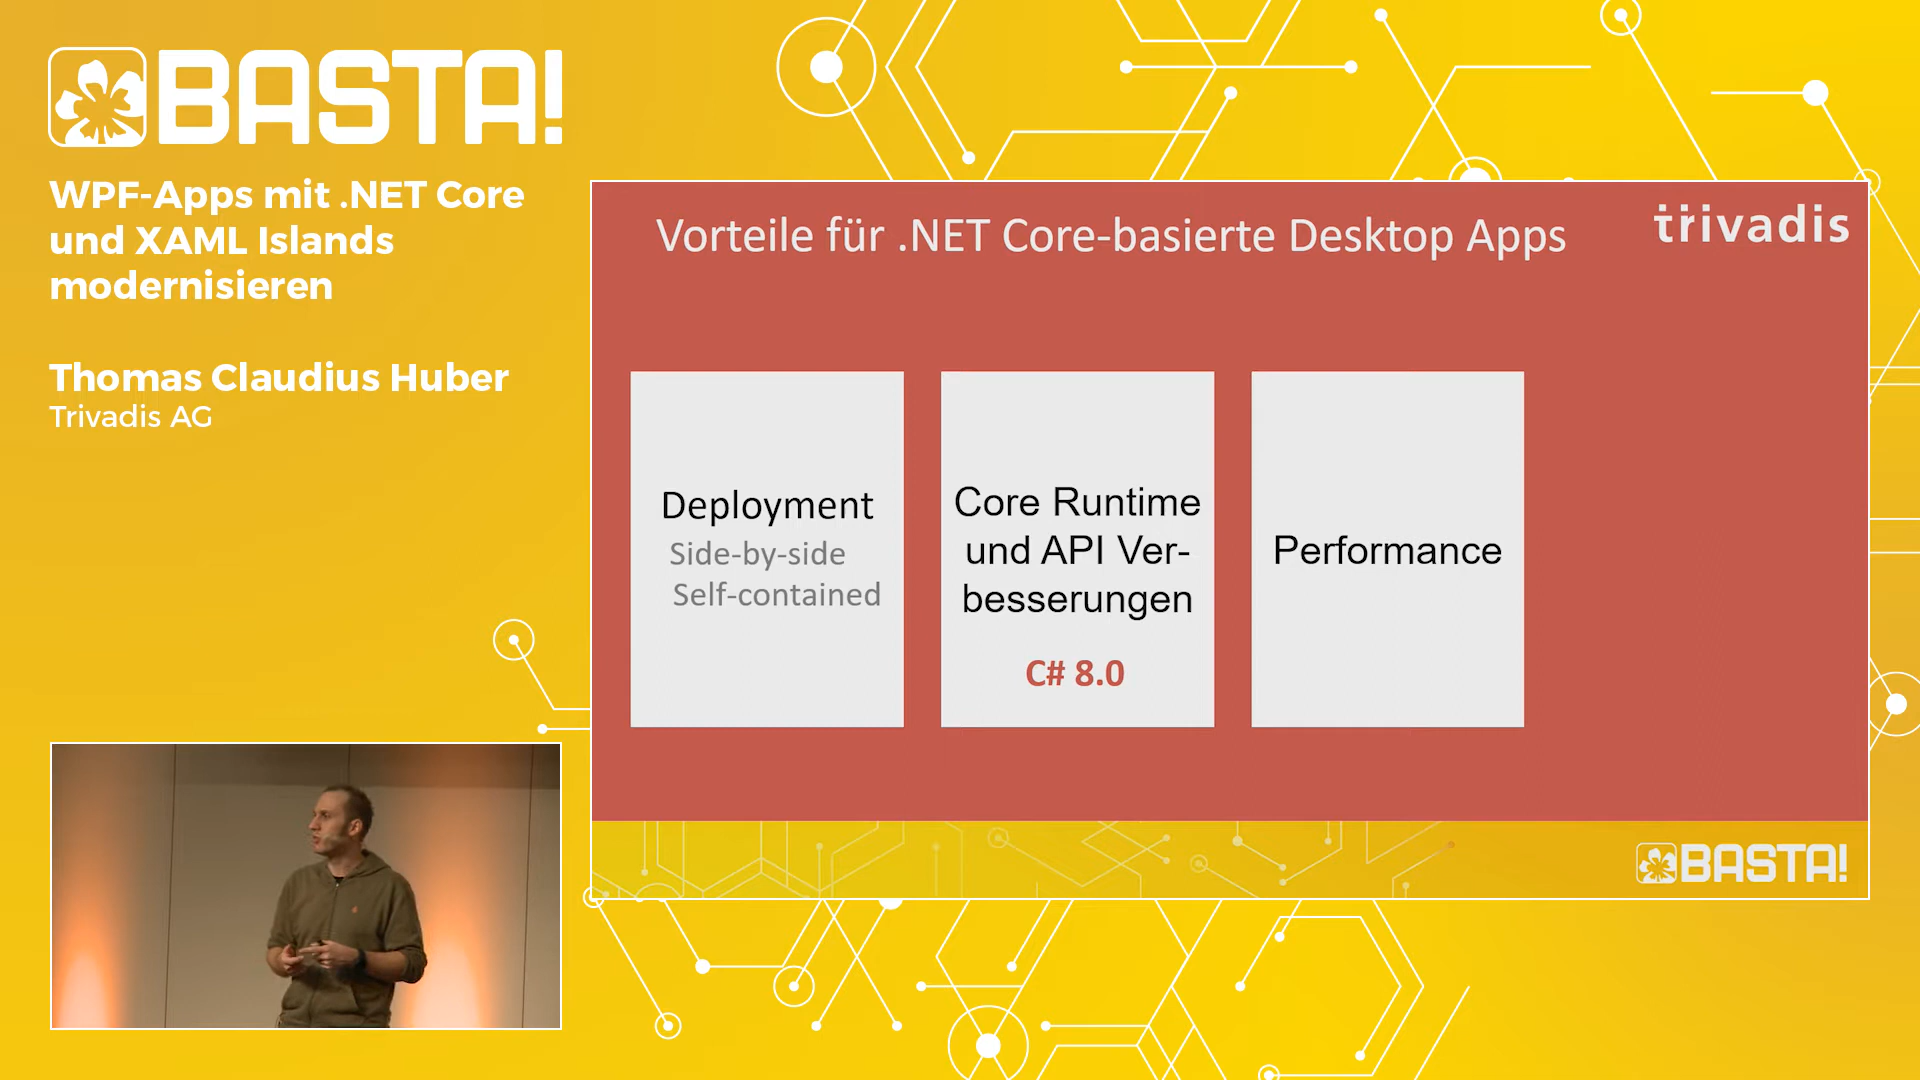 BASTA!
WPF-Apps mit .NET Core
und XAML Islands
modernisieren
Thomas Claudius Huber
Trivadis AG
Vorteile für .NET Core-basierte Desktop Apps
trivadis
Deployment
Side-by-side
Self-contained
Core Runtime
und API Ver-
besserungen
C# 8.0
Performance
BASTA!